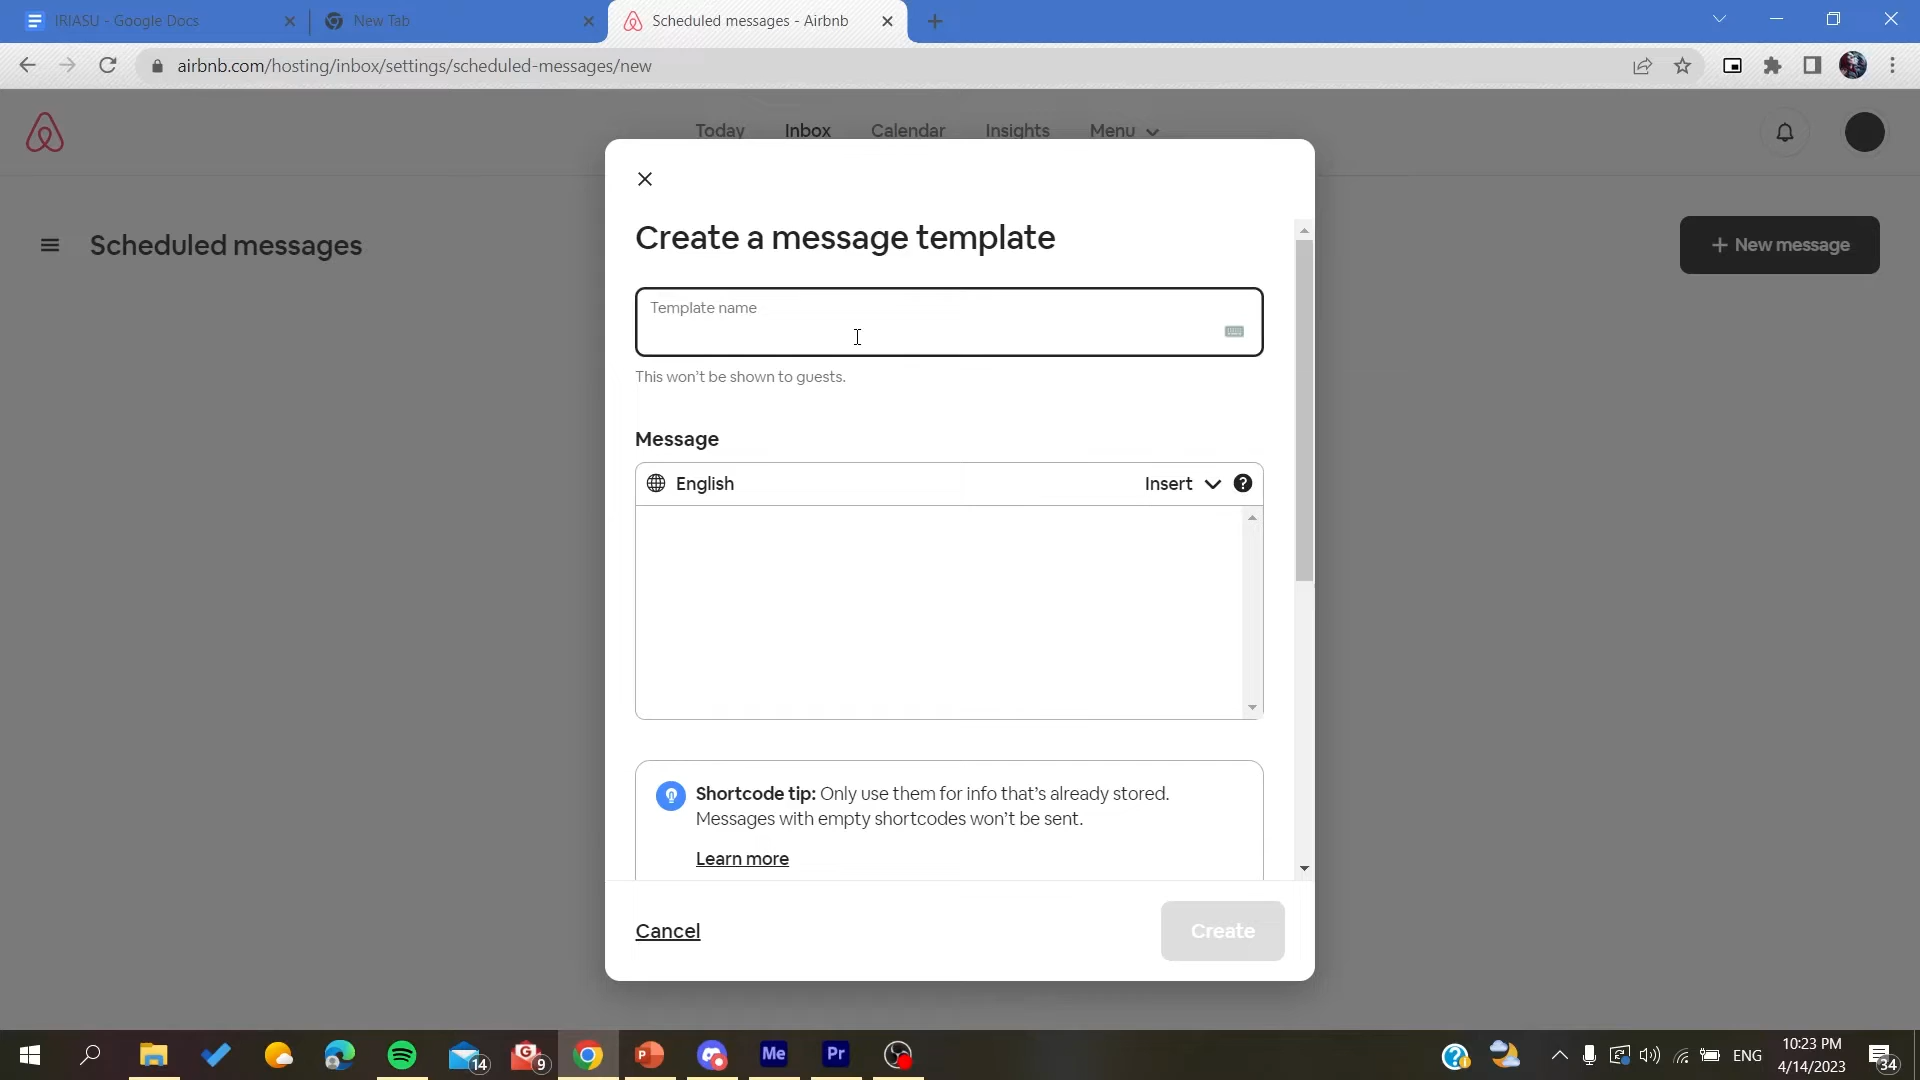 IRIASU - Google Docs
New Tab
Scheduled messages - Airbnb
airbnb.com/hosting/inbox/settings/scheduled-messages/new
Today
Inbox
Calendar
Insights
Menu
Scheduled messages
+ New message
Create a message template
Template name
This won’t be shown to guests.
Message
English
Insert
?
Shortcode tip: Only use them for info that’s already stored.
Messages with empty shortcodes won’t be sent.
Learn more
Cancel
Create
14
G
9
P
Me
Pr
?
ENG
10:23 PM
4/14/2023
34